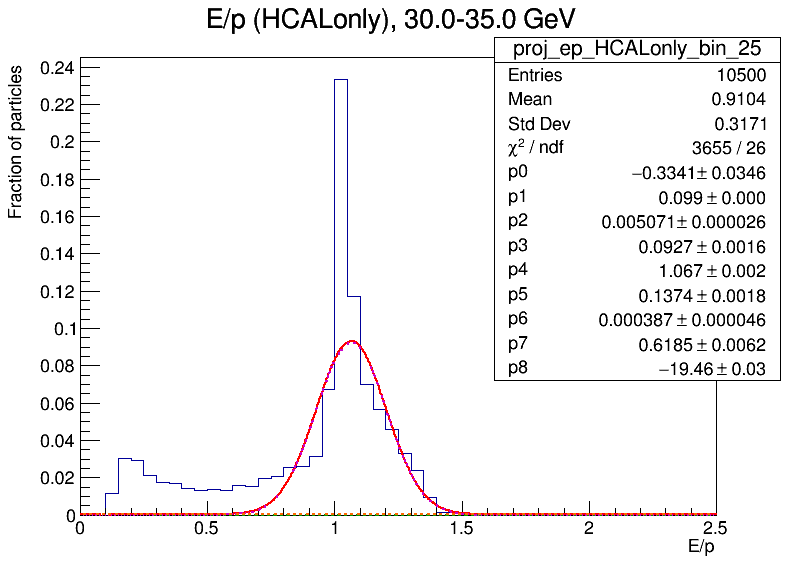 E/p (HCALonly), 30.0-35.0 GeV
proj_ep_HCALonly_bin_25
Entries 10500
Mean 0.9104
Std Dev 0.3171
χ² / ndf 3655 / 26
p0 −0.3341± 0.0346
p1 0.099 ± 0.000
p2 0.005071± 0.000026
p3 0.0927 ± 0.0016
p4 1.067 ± 0.002
p5 0.1374 ± 0.0018
p6 0.000387 ± 0.000046
p7 0.6185 ± 0.0062
p8 −19.46 ± 0.03
Fraction of particles
0.24
0.22
0.2
0.18
0.16
0.14
0.12
0.1
0.08
0.06
0.04
0.02
0
0 0.5 1 1.5 2 2.5
E/p